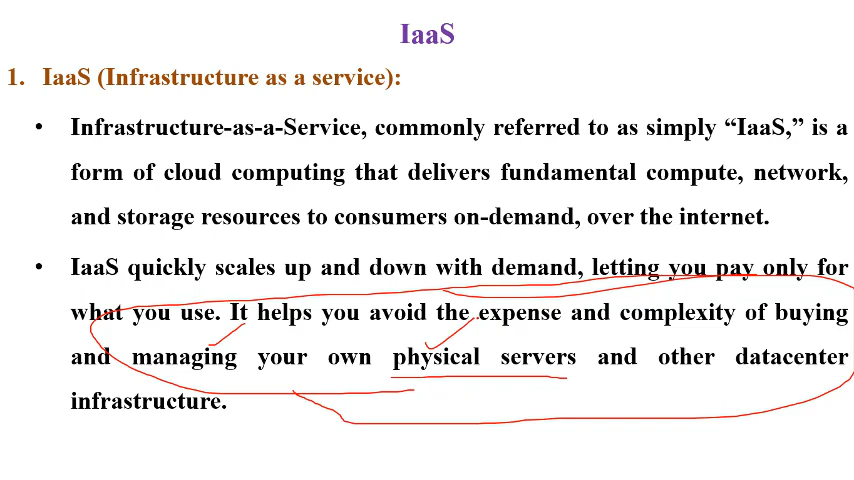 IaaS
1. IaaS (Infrastructure as a service):
• Infrastructure-as-a-Service, commonly referred to as simply “IaaS,” is a
form of cloud computing that delivers fundamental compute, network,
and storage resources to consumers on-demand, over the internet.
• IaaS quickly scales up and down with demand, letting you pay only for
what you use. It helps you avoid the expense and complexity of buying
and managing your own physical servers and other datacenter
infrastructure.